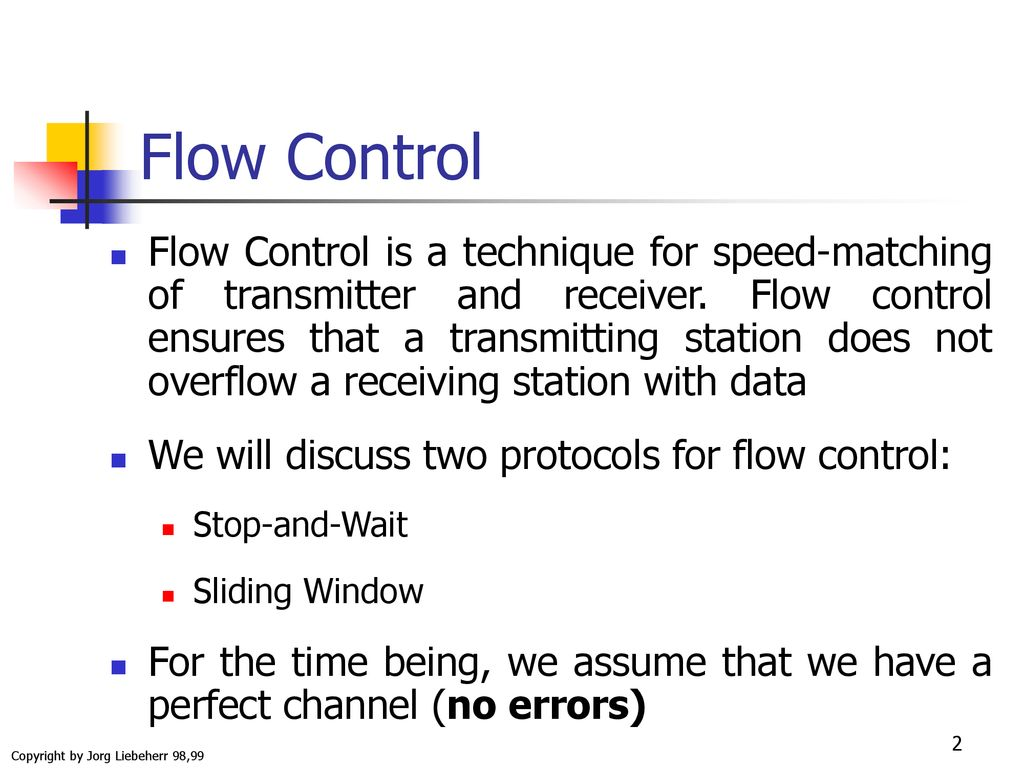 Flow Control
Flow Control is a technique for speed-matching
of transmitter and receiver. Flow control
ensures that a transmitting station does not
overflow a receiving station with data
We will discuss two protocols for flow control:
Stop-and-Wait
Sliding Window
For the time being, we assume that we have a
perfect channel (no errors)
2
Copyright by Jorg Liebeherr 98,99